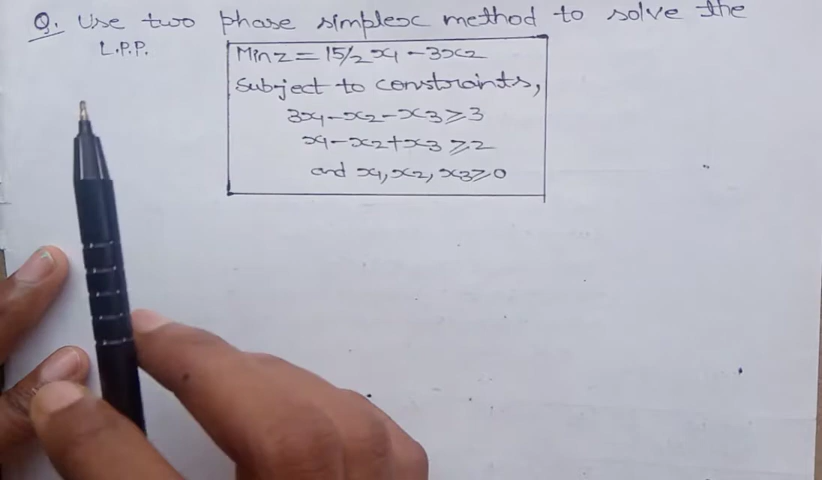 Q. Use two phase simplex method to solve the
L.P.P.
Min z = 15/2 x1 - 3x2
Subject to constraints,
3x1 - x2 - x3 ≥ 3
x1 - x2 + x3 ≥ 2
and x1, x2, x3 ≥ 0